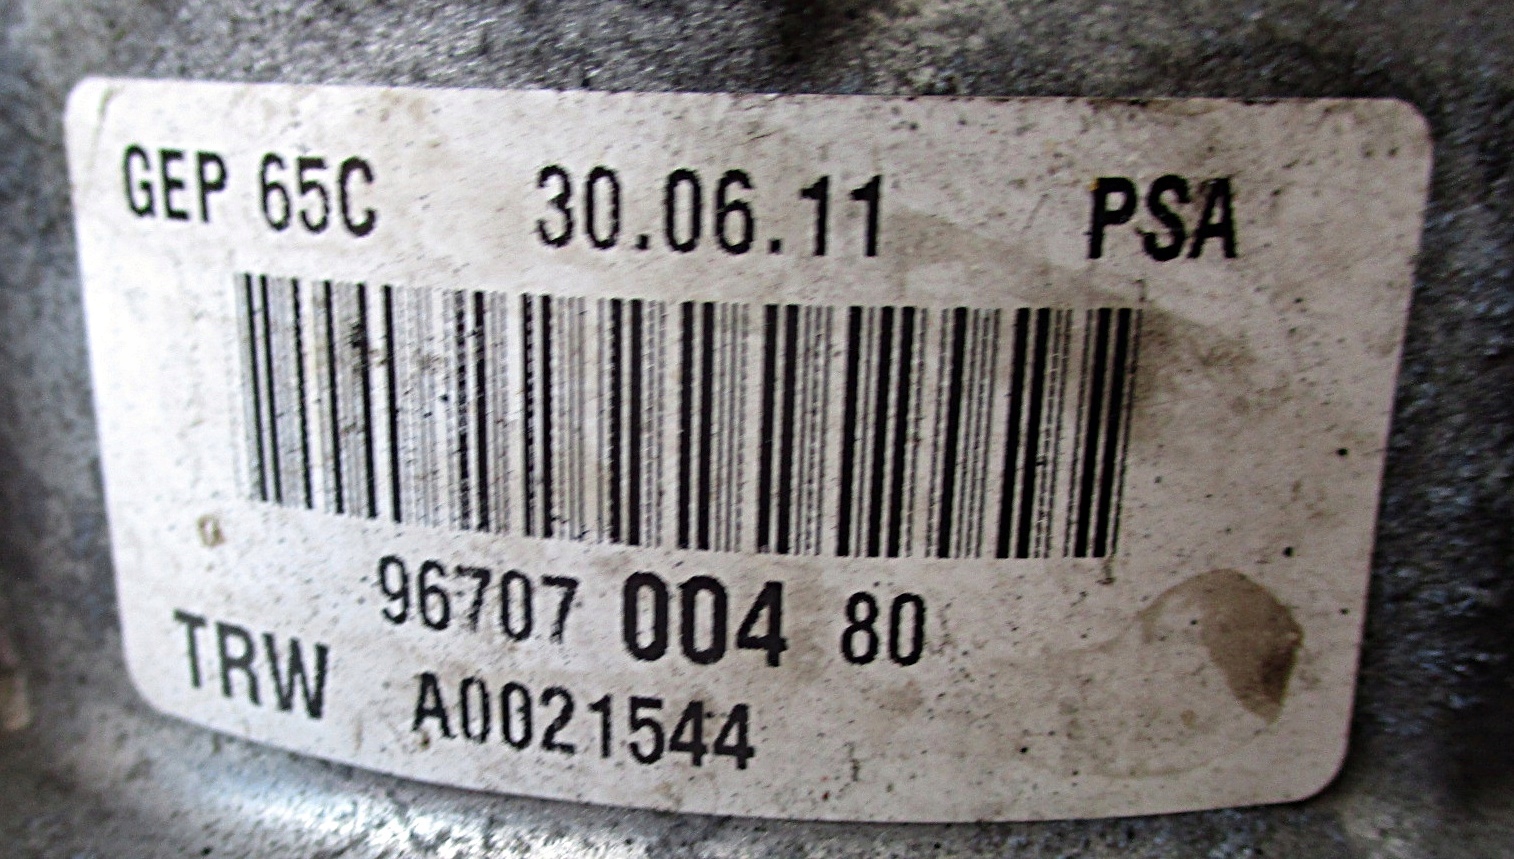 GEP 65C 30.06.11 PSA
96707 004 80
TRW A0021544